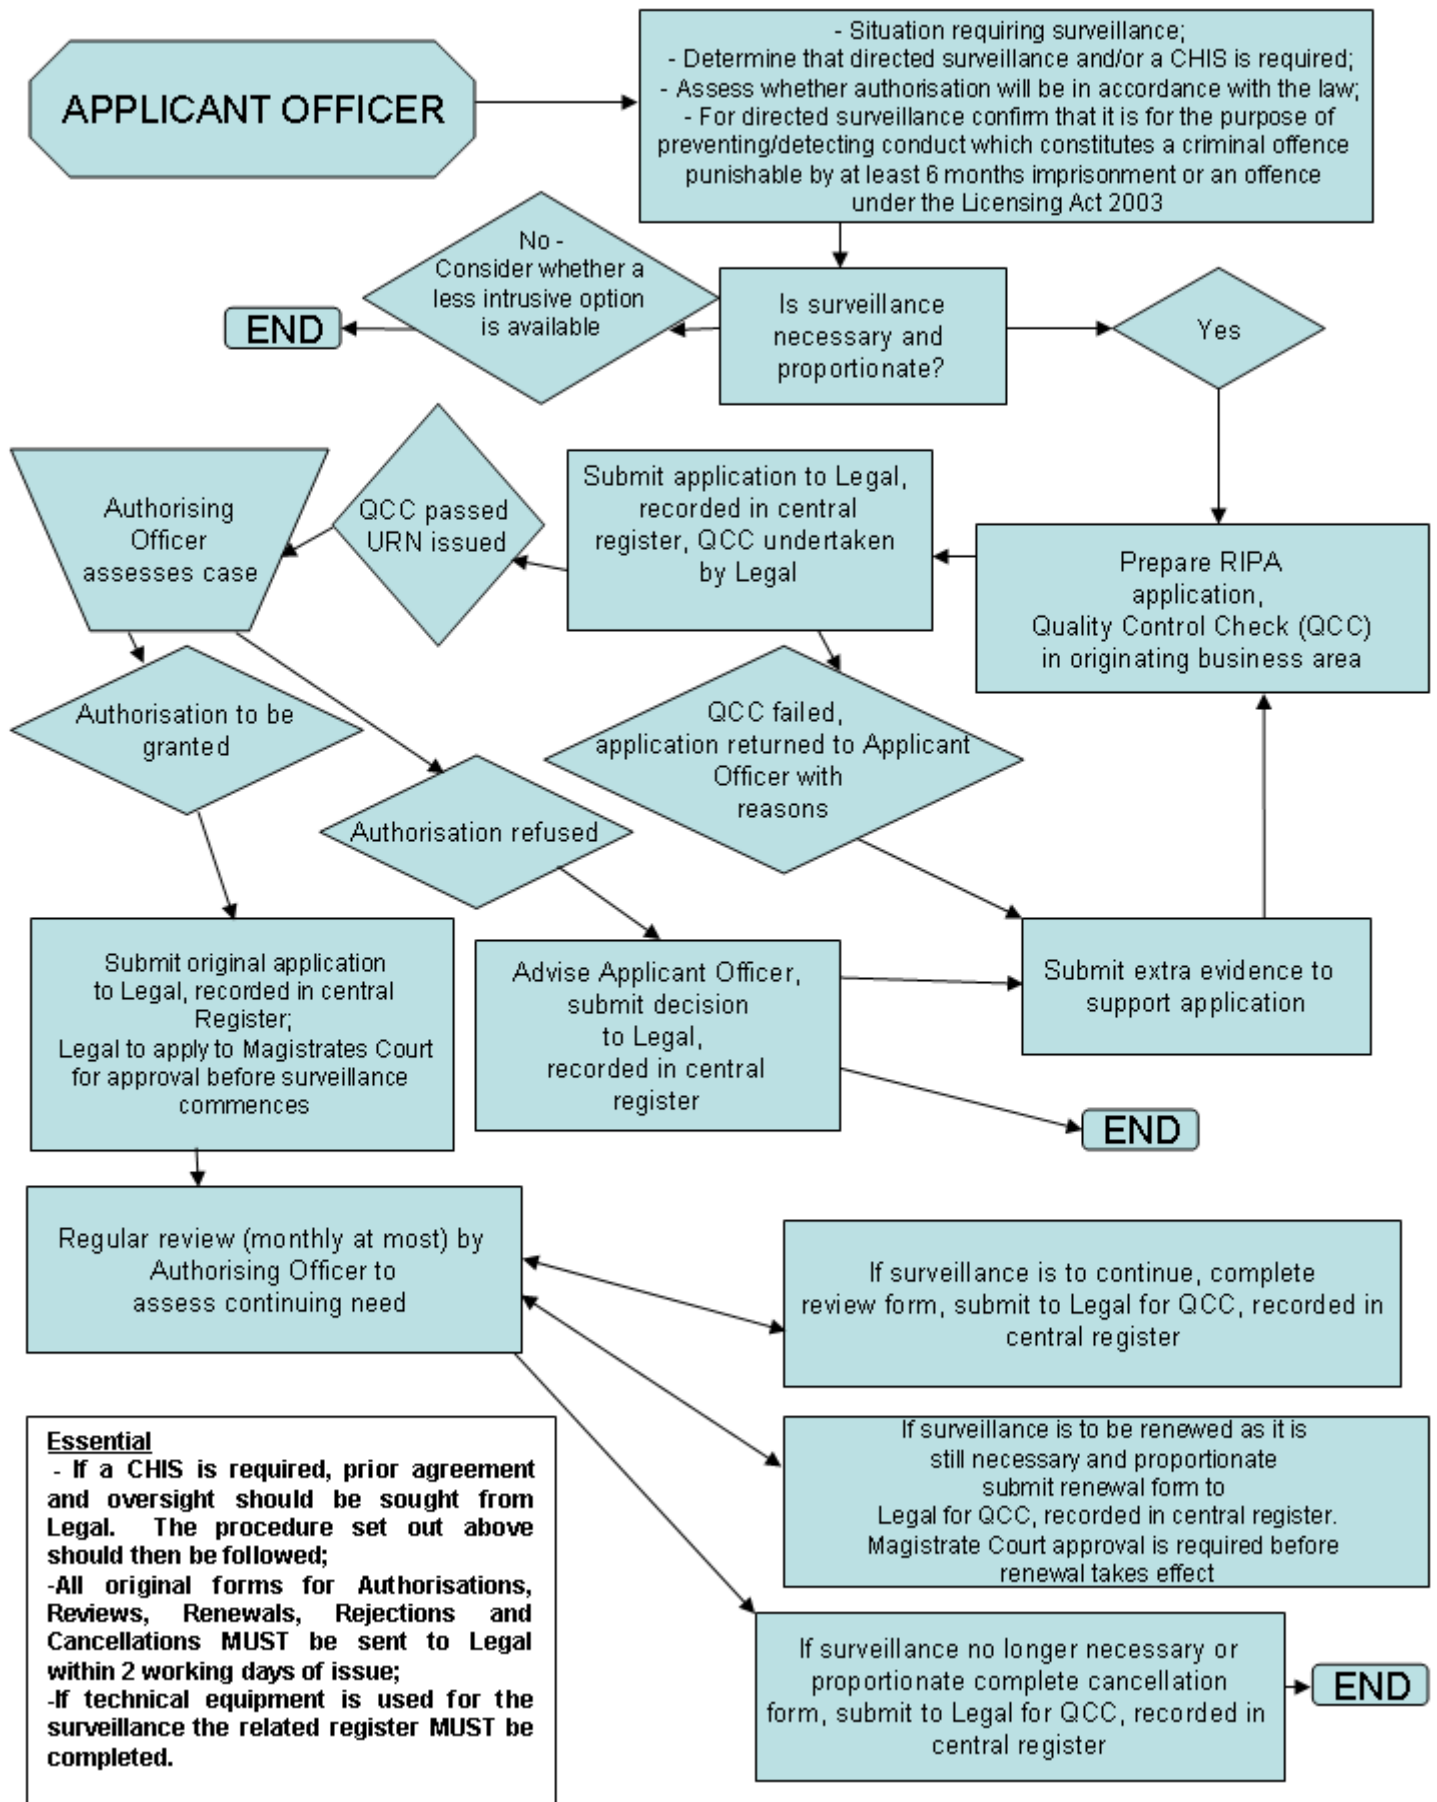 APPLICANT OFFICER
- Situation requiring surveillance;
- Determine that directed surveillance and/or a CHIS is required;
- Assess whether authorisation will be in accordance with the law;
- For directed surveillance confirm that it is for the purpose of
preventing/detecting conduct which constitutes a criminal offence
punishable by at least 6 months imprisonment or an offence
under the Licensing Act 2003
No -
Consider whether a
less intrusive option
is available
END
Is surveillance
necessary and
proportionate?
Yes
Authorising
Officer
assesses case
QCC passed
URN issued
Submit application to Legal,
recorded in central
register, QCC undertaken
by Legal
Prepare RIPA
application,
Quality Control Check (QCC)
in originating business area
Authorisation to be
granted
Authorisation refused
QCC failed,
application returned to Applicant
Officer with
reasons
Submit original application
to Legal, recorded in central
Register;
Legal to apply to Magistrates Court
for approval before surveillance
commences
Advise Applicant Officer,
submit decision
to Legal,
recorded in central
register
Submit extra evidence to
support application
END
Regular review (monthly at most) by
Authorising Officer to
assess continuing need
If surveillance is to continue, complete
review form, submit to Legal for QCC, recorded in
central register
If surveillance is to be renewed as it is
still necessary and proportionate
submit renewal form to
Legal for QCC, recorded in central register.
Magistrate Court approval is required before
renewal takes effect
If surveillance no longer necessary or
proportionate complete cancellation
form, submit to Legal for QCC, recorded in
central register
END
Essential
- If a CHIS is required, prior agreement
and oversight should be sought from
Legal. The procedure set out above
should then be followed;
-All original forms for Authorisations,
Reviews, Renewals, Rejections and
Cancellations MUST be sent to Legal
within 2 working days of issue;
-If technical equipment is used for the
surveillance the related register MUST be
completed.